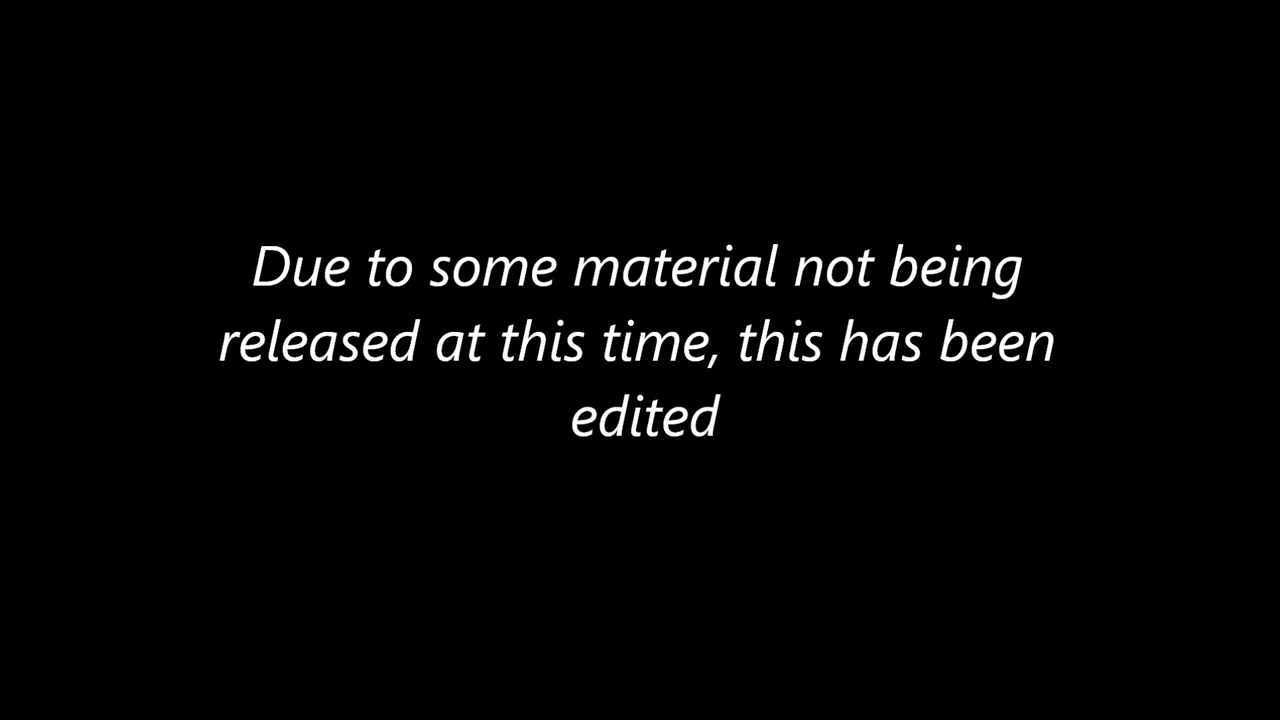 Due to some material not being
released at this time, this has been
edited